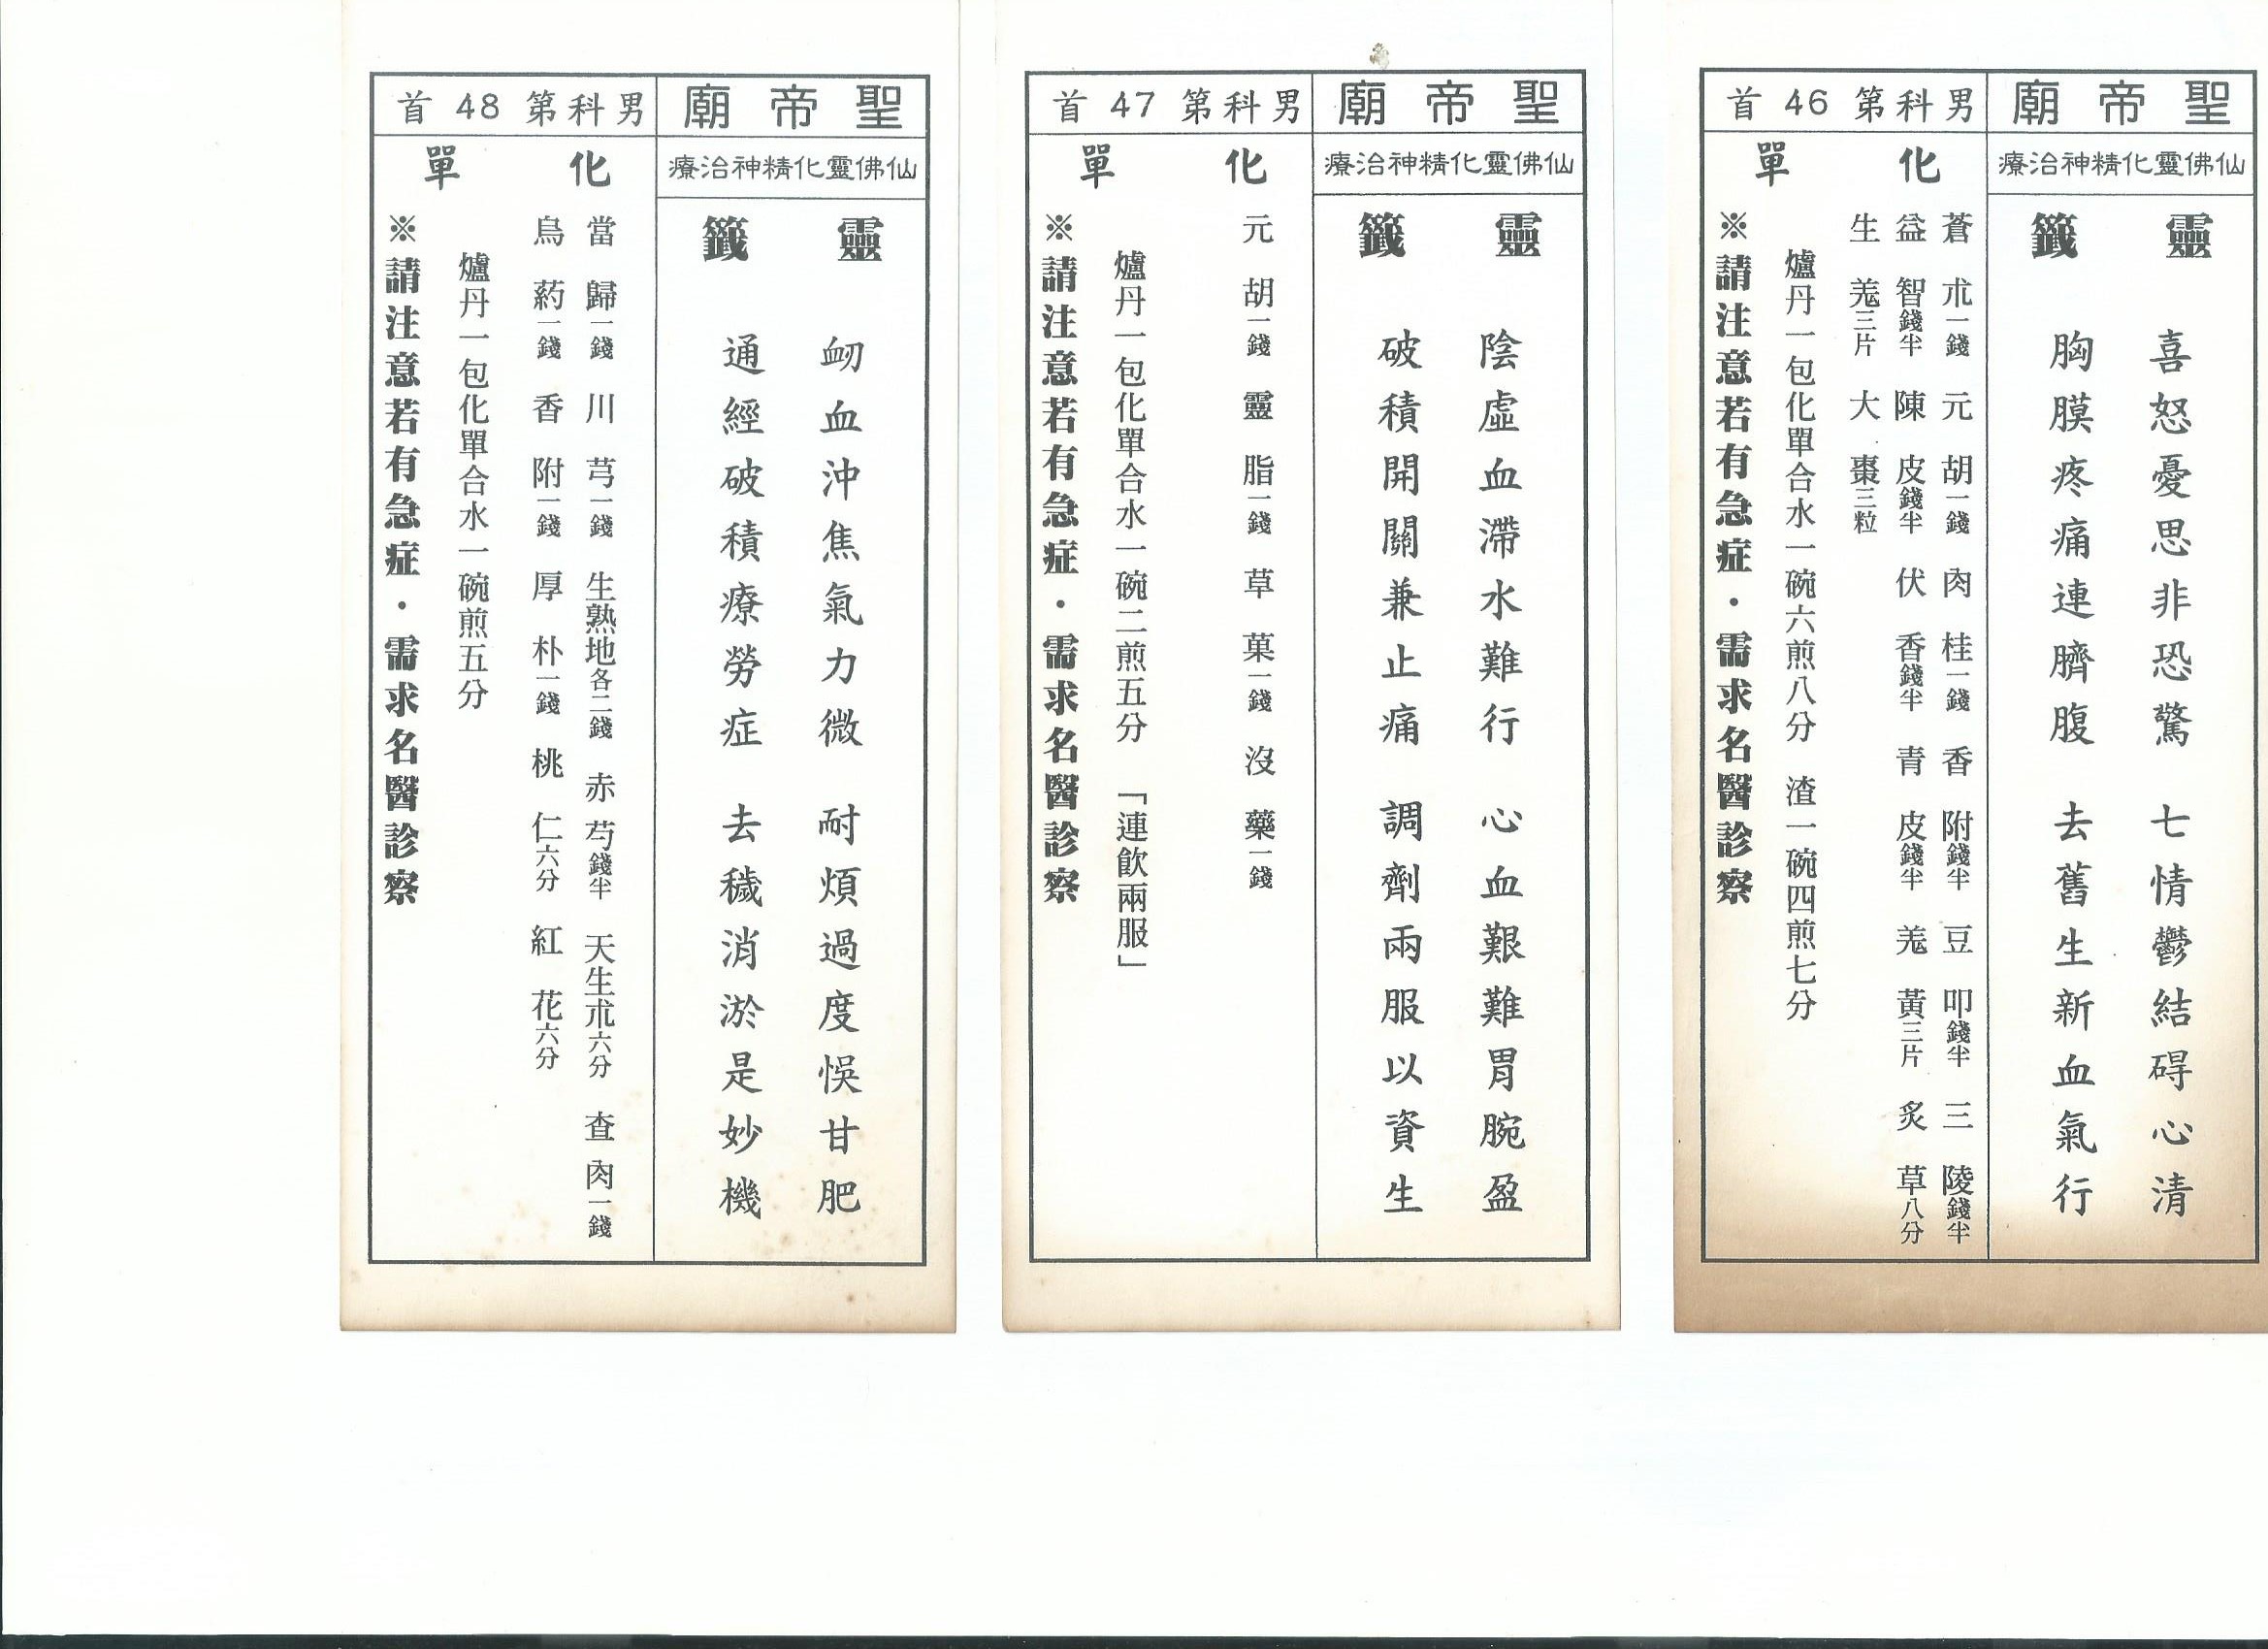 聖帝廟
男科第46首
仙佛靈化精神治療
靈籤
喜怒憂思非恐驚 七情鬱結碍心清
胸膜疼痛連臍腹 去舊生新血氣行
化單
蒼朮一錢 元胡一錢 肉桂一錢 香附錢半 豆叩錢半 三陵錢半
益智錢半 陳皮錢半 伏香錢半 青皮錢半 羗黃三片 炙草八分
生羗三片 大棗三粒
爐丹一包化單合水一碗六煎八分 渣一碗四煎七分
※請注意若有急症・需求名醫診察
聖帝廟
男科第47首
仙佛靈化精神治療
靈籤
陰虛血滯水難行 心血艱難胃腕盈
破積開關兼止痛 調劑兩服以資生
化單
元胡一錢 靈脂一錢 草菓一錢 沒藥一錢
爐丹一包化單合水一碗二煎五分 「連飲兩服」
※請注意若有急症・需求名醫診察
聖帝廟
男科第48首
仙佛靈化精神治療
靈籤
衂血沖焦氣力微 耐煩過度悞甘肥
通經破積療勞症 去穢消淤是妙機
化單
當歸一錢 川芎一錢 生熟地各二錢 赤芍錢半 天生朮六分 查肉一錢
烏葯一錢 香附一錢 厚朴一錢 桃仁六分 紅花六分
爐丹一包化單合水一碗煎五分
※請注意若有急症・需求名醫診察